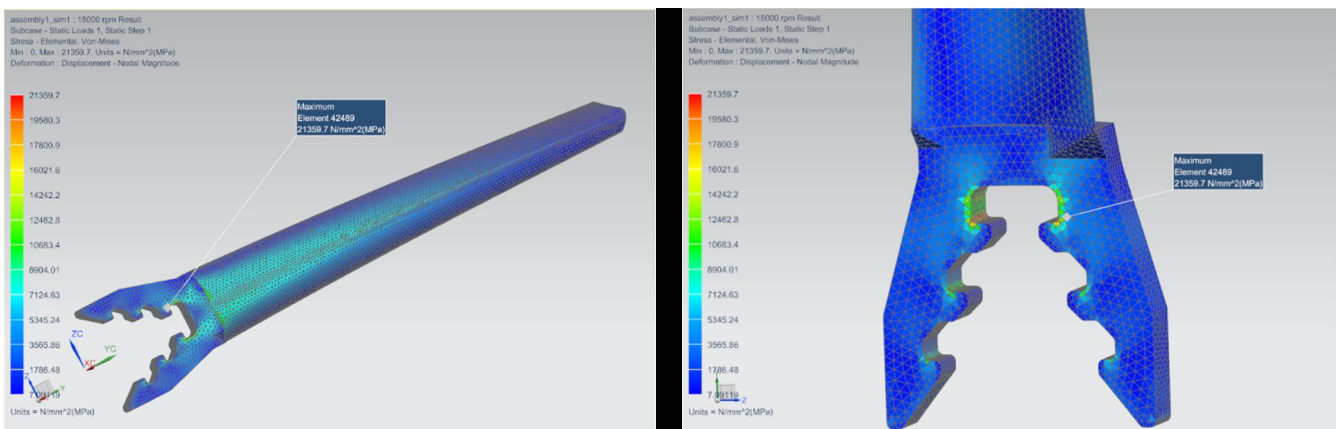 assembly1_sim1 : 15000 rpm Result
Subcase - Static Loads 1, Static Step 1
Stress - Elemental, Von-Mises
Min : 0, Max : 21359.7, Units = N/mm^2(MPa)
Deformation : Displacement - Nodal Magnitude
21359.7
19580.3
17800.9
16021.6
14242.2
12462.8
10683.4
8904.01
7124.63
5345.24
3565.86
1786.48
7.09119
Units = N/mm^2(MPa)
Maximum
Element 42489
21359.7 N/mm^2(MPa)
ZC
YC
XC
Z
Y
assembly1_sim1 : 15000 rpm Result
Subcase - Static Loads 1, Static Step 1
Stress - Elemental, Von-Mises
Min : 0, Max : 21359.7, Units = N/mm^2(MPa)
Deformation : Displacement - Nodal Magnitude
21359.7
19580.3
17800.9
16021.6
14242.2
12462.8
10683.4
8904.01
7124.63
5345.24
3565.86
1786.48
7.09119
Units = N/mm^2(MPa)
Maximum
Element 42489
21359.7 N/mm^2(MPa)
Z